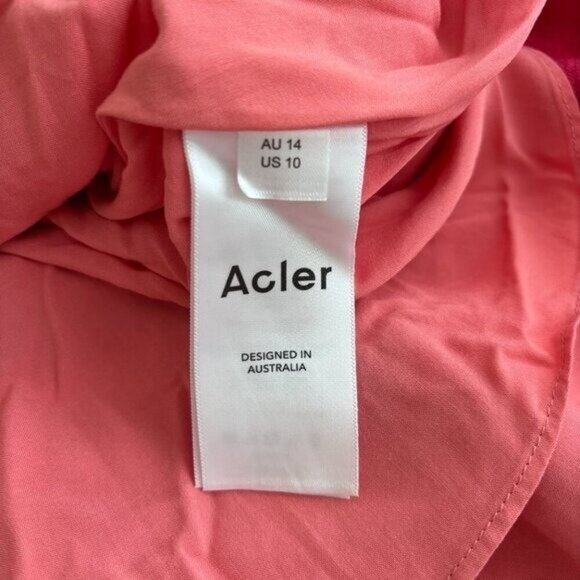 AU 14
US 10
Acler
DESIGNED IN
AUSTRALIA